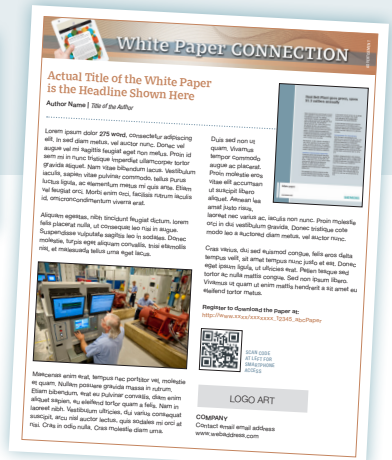 White Paper CONNECTION
Actual Title of the White Paper
is the Headline Shown Here
Author Name | Title of the Author
Lorem ipsum dolor 275 word, consectetur adipiscing
elit, in sed diam metus, vel auctor nunc. Donec vel
augue vel mi sagittis feugiat eget non metus. Proin id
sem mi in nunc tristique imperdiet ullamcorper tortor
gravida aliquet. Nam vitae bibendum lacus. Vestibulum
iaculis, sapien vitae pulvinar commodo, tellus purus
luctus ligula, ac elementum metus mi quis ante. Etiam
vel feugiat orci. Morbi enim orci, facilisis rutrum iaculis
id, omnroncondimentum viverra erat.
Aliquam egestas, nibh tincidunt feugiat dictum, lorem
felis placerat nulla, ut consequat leo nisi in augue.
Suspendisse vulputate sagittis leo in sodales. Donec
molestie, turpis eget aliquam convallis, nisi elismollis
nisi, et malesuada tellus urna eget lacus.
Maecenas enim erat, tempus nec porttitor vel, molestie
et quam. Nullam posuere gravida massa in rutrum.
Etiam bibendum, erat eu pulvinar convallis, diam enim
aliquet sapien, eu eleifend tortor quam a felis. Nam in
laoreet nibh. Vestibulum ultricies, dui varius consequat
suscipit, arcu nisl auctor lectus, quis sodales mi orci at
nisi. Cras in odio nulla. Cras molestie diam urna.
Duis sed non ut
quam. Vivamus
tempor commodo
augue ac placerat.
Proin molestie eros
vitae elit accumsan
ut suscipit libero
aliquet. Aenean lea
amat justo risus,
laoreet nec varius ac, iaculis non nunc. Proin molestie
orci in dui vestibulum gravida. Donec tristique cote
modo leo a auctored diam metus, vel auctor nunc.
Cras varius, dui sed euismod congue, felis eros delta
tempus velit, sit amet tempus nunc justo at est. Donec
eget ipsum ligula, ut ultricies erat. Petien tesque sed
tortor ac nulla mattis congue. Sed non ipsum libero.
Vivamus ut quam ut enim mattis hendrerit a sit amet eu
eleifend tortor metus.
Register to download the paper at:
SCAN CODE
AT LEFT FOR
SMARTPHONE
ACCESS
LOGO ART
COMPANY
Contact email email address
www.webaddress.com